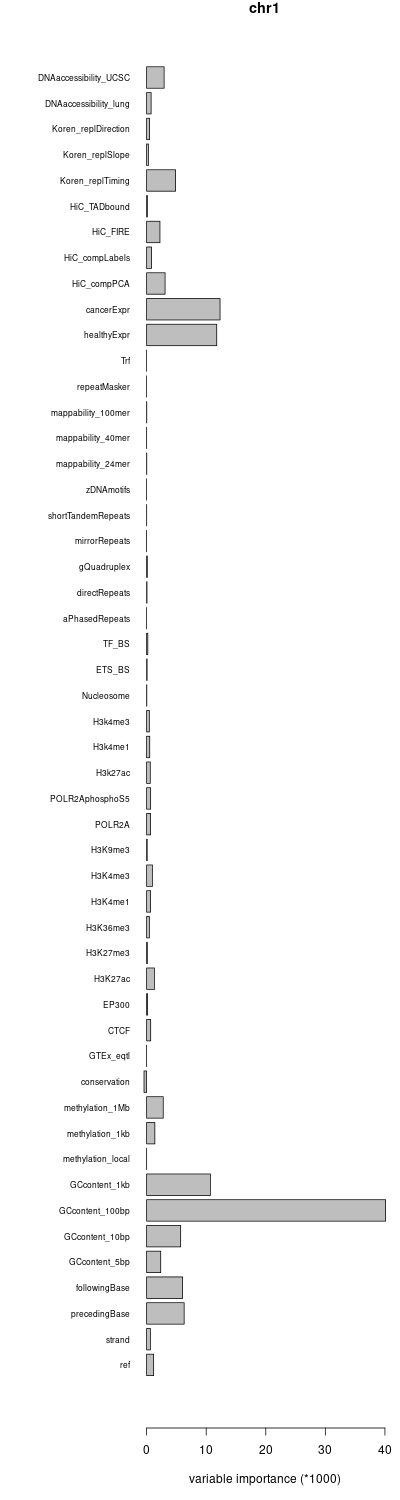 chr1
DNAaccessibility_UCSC
DNAaccessibility_lung
Koren_replDirection
Koren_replSlope
Koren_replTiming
HiC_TADbound
HiC_FIRE
HiC_compLabels
HiC_compPCA
cancerExpr
healthyExpr
Trf
repeatMasker
mappability_100mer
mappability_40mer
mappability_24mer
zDNAmotifs
shortTandemRepeats
mirrorRepeats
gQuadruplex
directRepeats
aPhasedRepeats
TF_BS
ETS_BS
Nucleosome
H3k4me3
H3k4me1
H3k27ac
POLR2AphosphoS5
POLR2A
H3K9me3
H3K4me3
H3K4me1
H3K36me3
H3K27me3
H3K27ac
EP300
CTCF
GTEx_eqtl
conservation
methylation_1Mb
methylation_1kb
methylation_local
GCcontent_1kb
GCcontent_100bp
GCcontent_10bp
GCcontent_5bp
followingBase
precedingBase
strand
ref
0 10 20 30 40
variable importance (*1000)